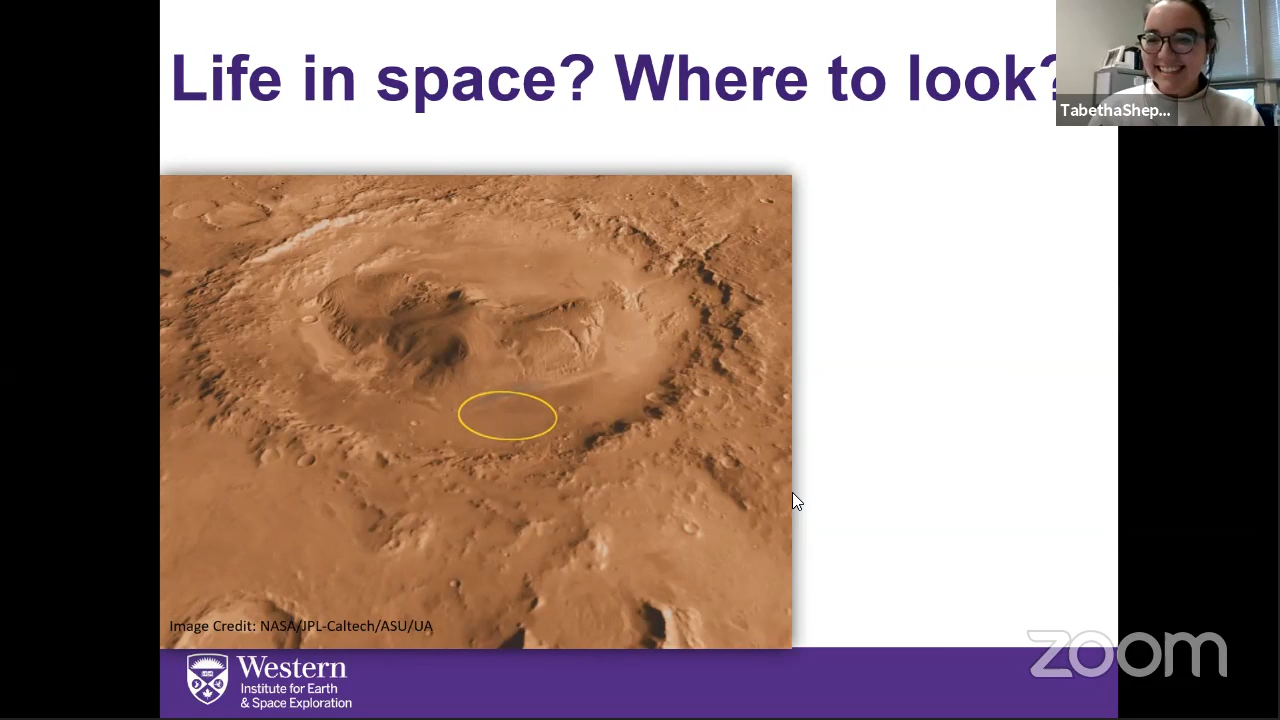 Life in space? Where to look?
TabethaShep...
Image Credit: NASA/JPL-Caltech/ASU/UA
Western
Institute for Earth
& Space Exploration
zoom